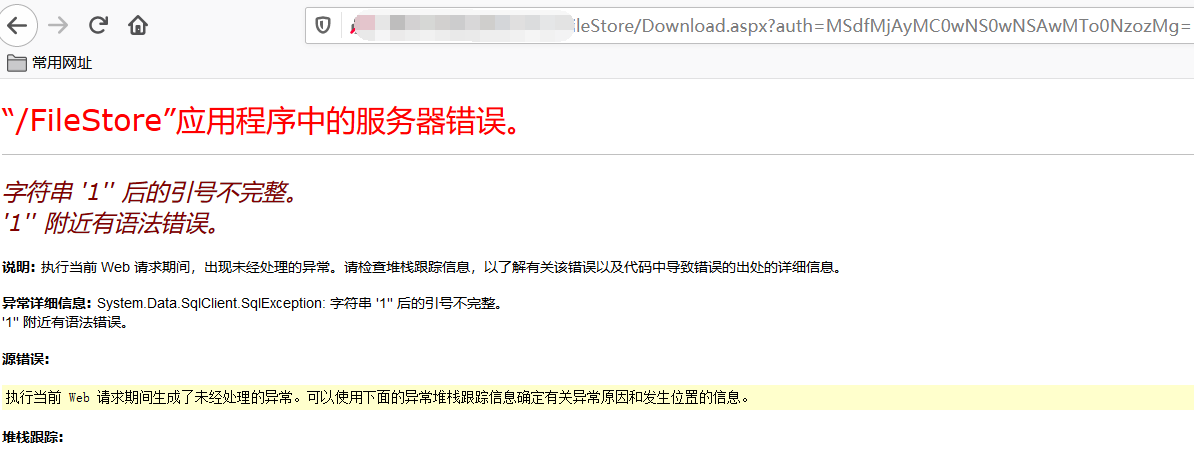 ileStore/Download.aspx?auth=MSdfMjAyMC0wNS0wNSAwMTo0NzozMg=
常用网址
“/FileStore”应用程序中的服务器错误。
字符串 '1'' 后的引号不完整。
'1'' 附近有语法错误。
说明: 执行当前 Web 请求期间，出现未经处理的异常。请检查堆栈跟踪信息，以了解有关该错误以及代码中导致错误的出处的详细信息。
异常详细信息: System.Data.SqlClient.SqlException: 字符串 '1'' 后的引号不完整。
'1'' 附近有语法错误。
源错误:
执行当前 Web 请求期间生成了未经处理的异常。可以使用下面的异常堆栈跟踪信息确定有关异常原因和发生位置的信息。
堆栈跟踪: